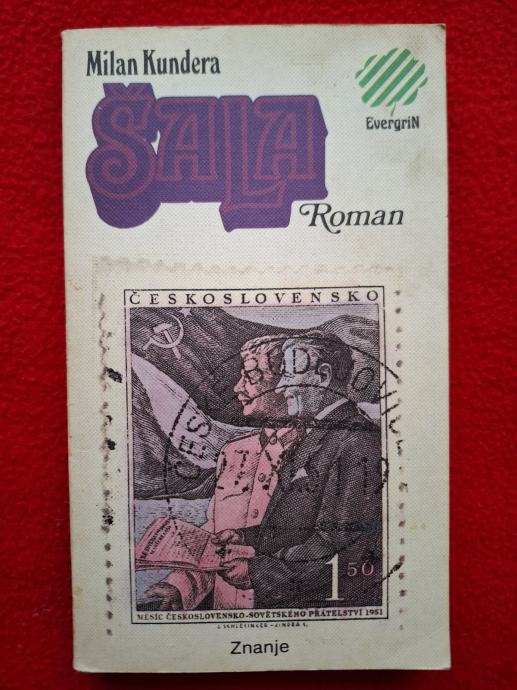 Milan Kundera
EvergriN
ŠALA
Roman
ČESKOSLOVENSKO
1 50
MĚSÍC ČESKOSLOVENSKO-SOVĚTSKÉHO PŘÁTELSTVÍ 1951
Znanje